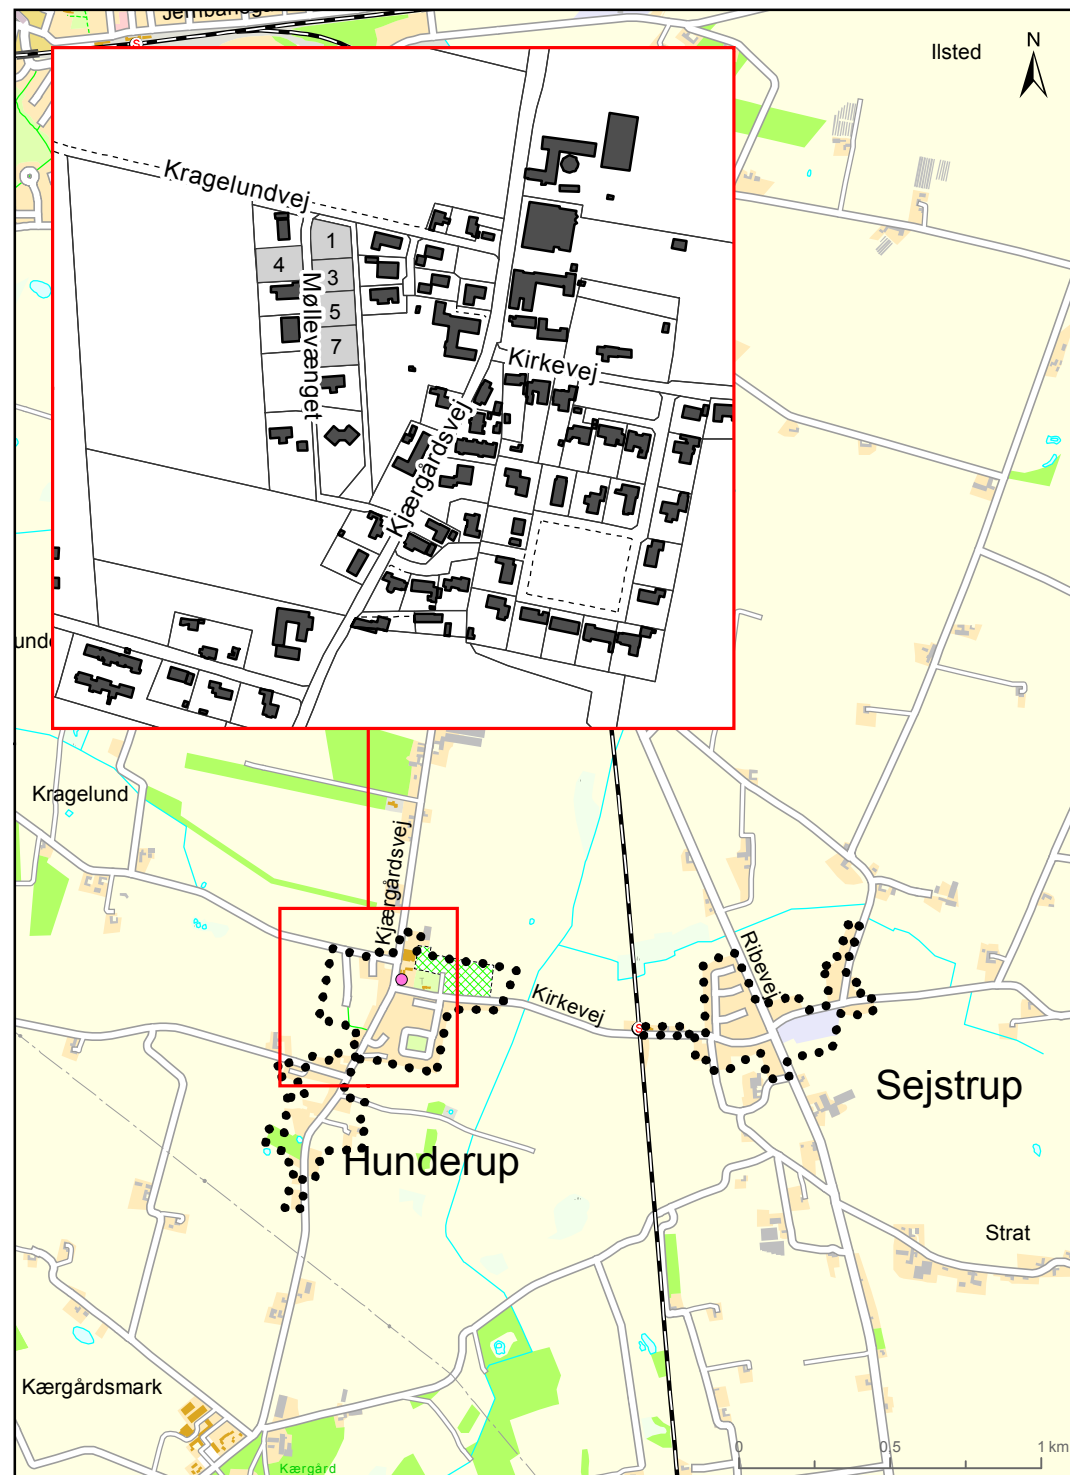 Ilsted
N
S
Kragelundvej
1
4
3
5
7
Møllevænget
Kirkevej
Kjærgårdsvej
Kragelund
Kjærgårdsvej
Ribevej
Kirkevej
S
Sejstrup
Hunderup
Strat
Kærgårdsmark
Kærgård
0
0.5
1 km